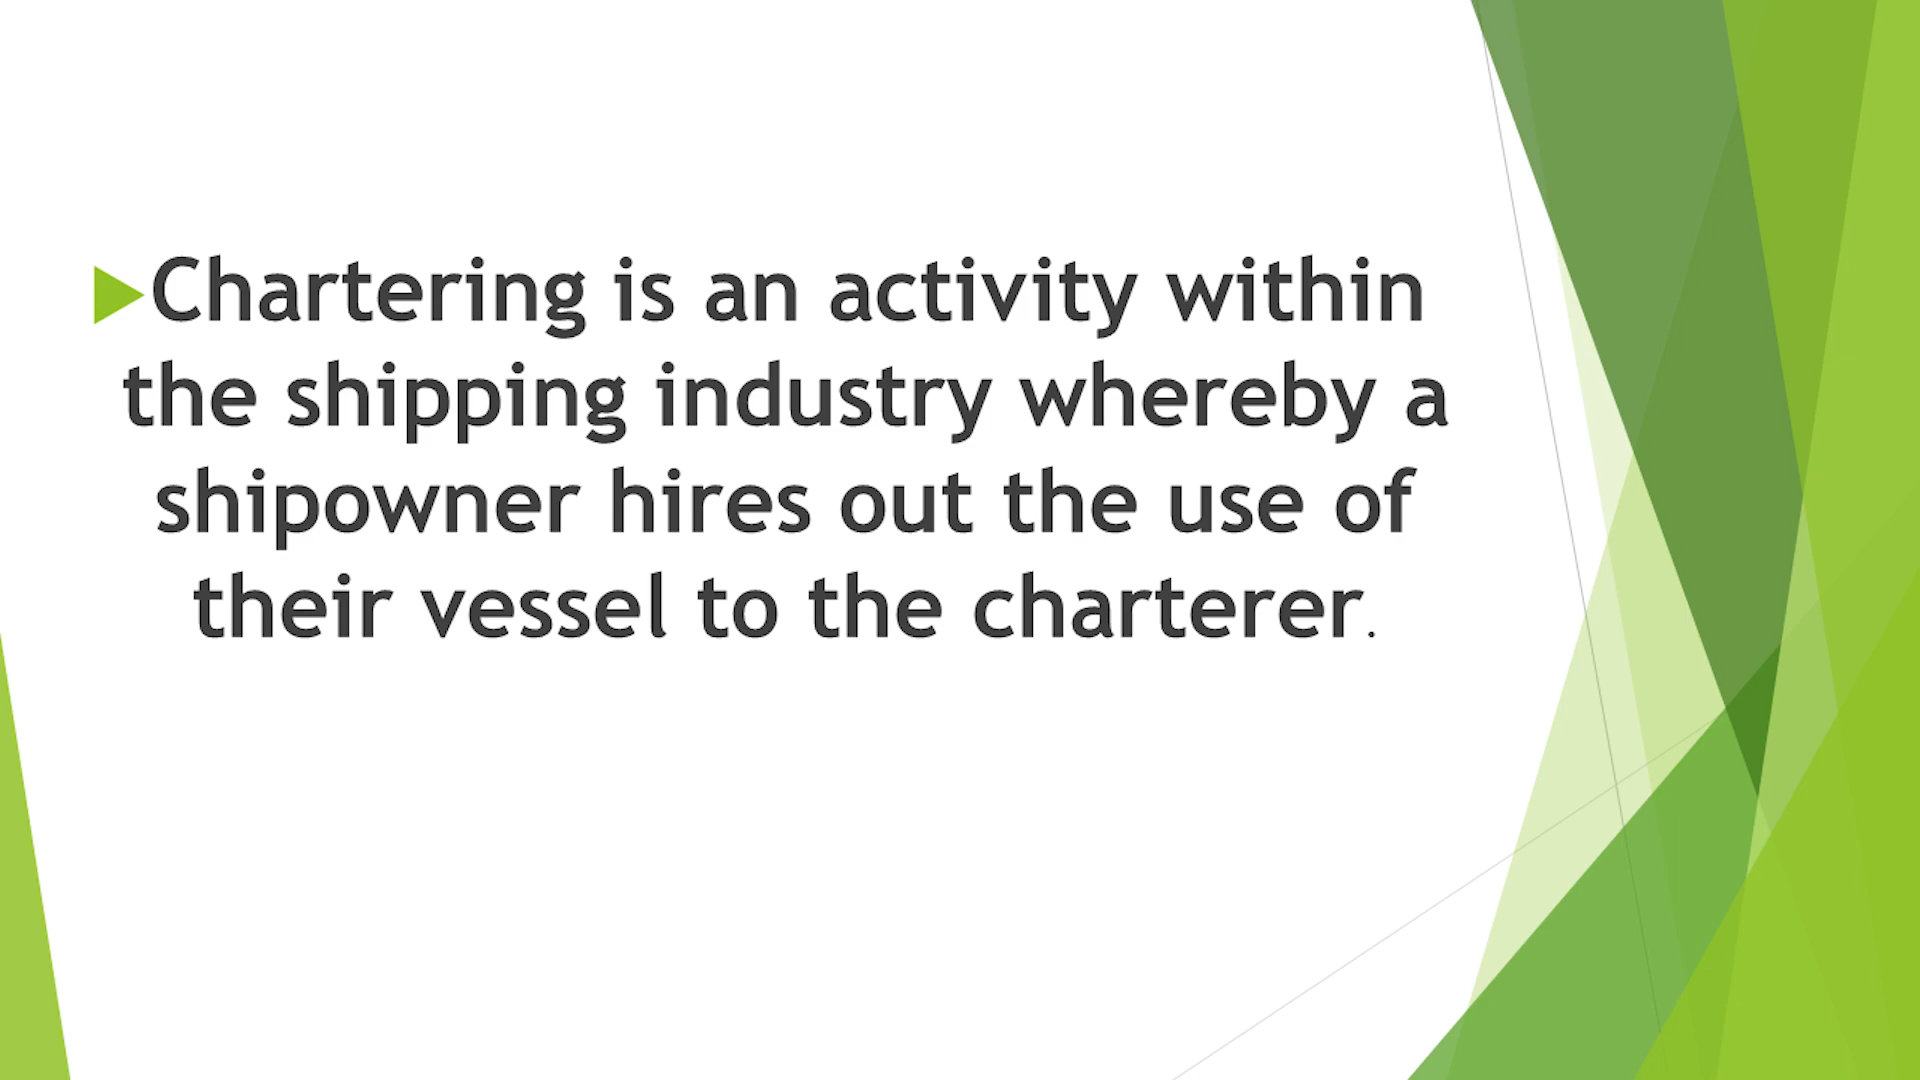 Chartering is an activity within
the shipping industry whereby a
shipowner hires out the use of
their vessel to the charterer.